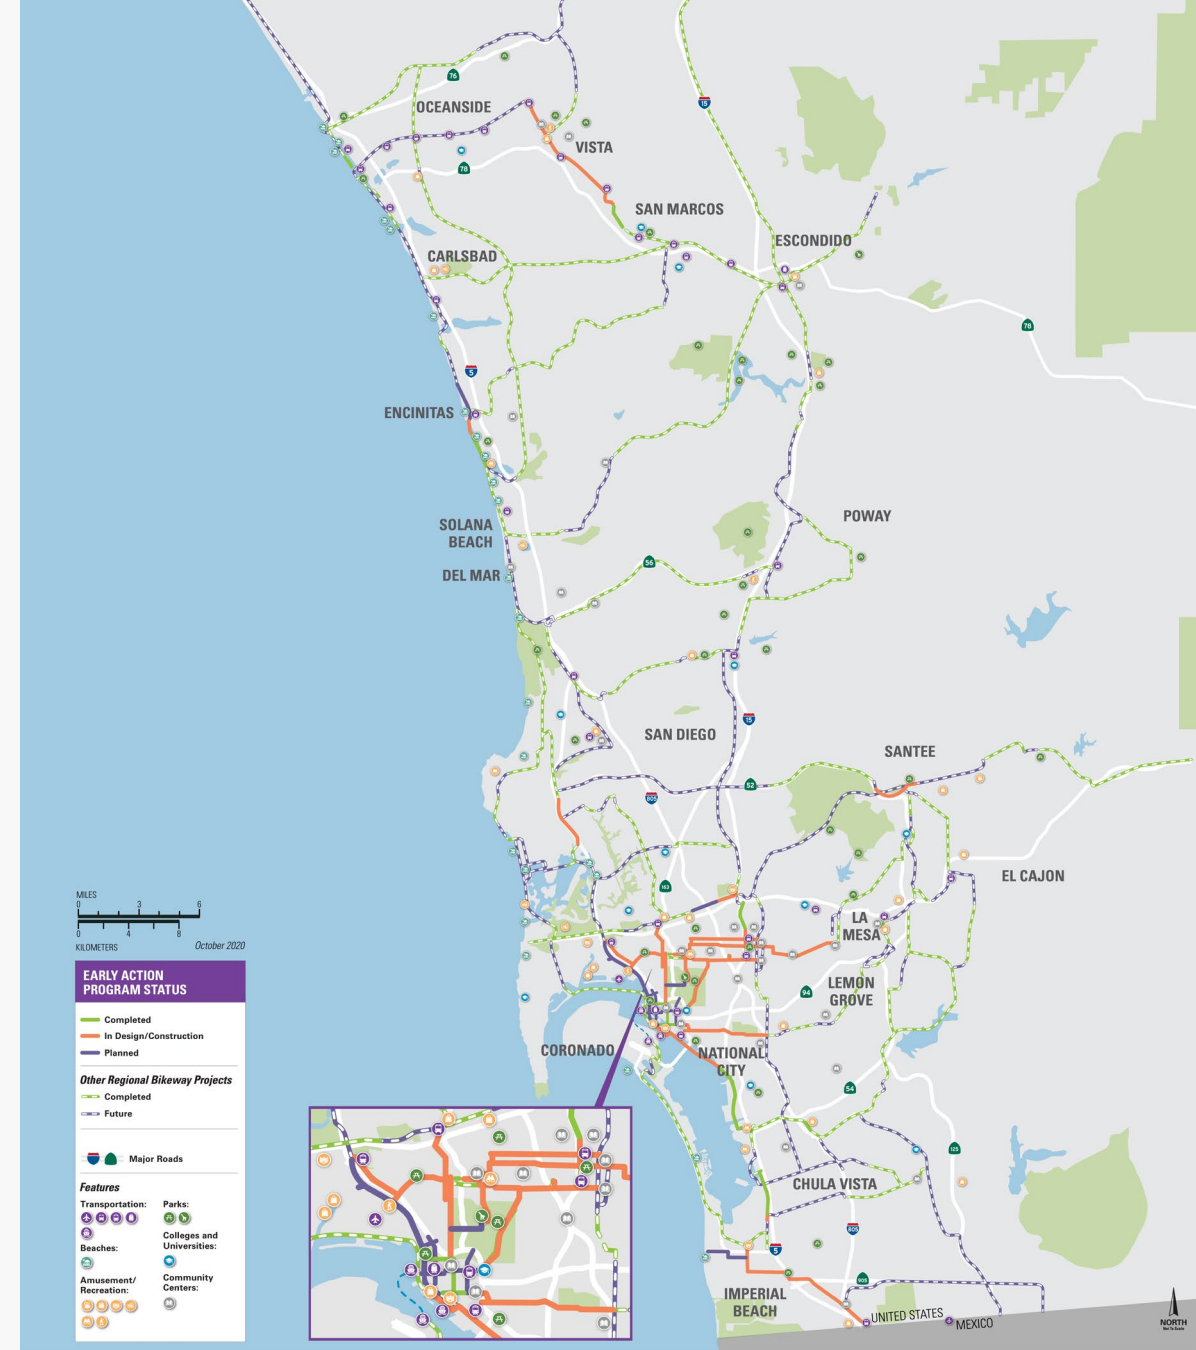 76
OCEANSIDE
15
VISTA
78
SAN MARCOS
ESCONDIDO
CARLSBAD
78
5
ENCINITAS
SOLANA
BEACH
POWAY
56
DEL MAR
15
SAN DIEGO
SANTEE
52
805
163
EL CAJON
LA
MESA
LEMON
GROVE
94
CORONADO
NATIONAL
CITY
54
125
CHULA VISTA
805
5
905
IMPERIAL
BEACH
UNITED STATES
MEXICO
NORTH
Not To Scale
MILES
0 3 6
0 4 8
KILOMETERS
October 2020
EARLY ACTION
PROGRAM STATUS
Completed
In Design/Construction
Planned
Other Regional Bikeway Projects
Completed
Future
Major Roads
Features
Transportation:
Parks:
Beaches:
Colleges and
Universities:
Amusement/
Recreation:
Community
Centers: